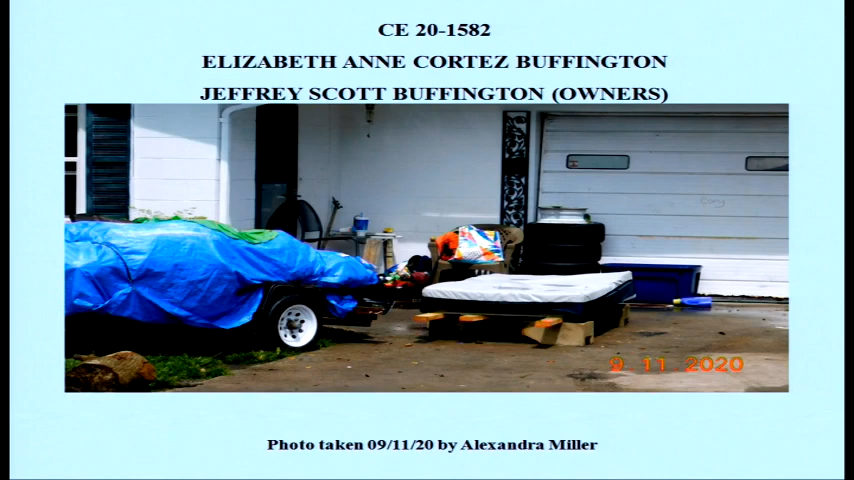 CE 20-1582
ELIZABETH ANNE CORTEZ BUFFINGTON
JEFFREY SCOTT BUFFINGTON (OWNERS)
9 11 2020
Photo taken 09/11/20 by Alexandra Miller